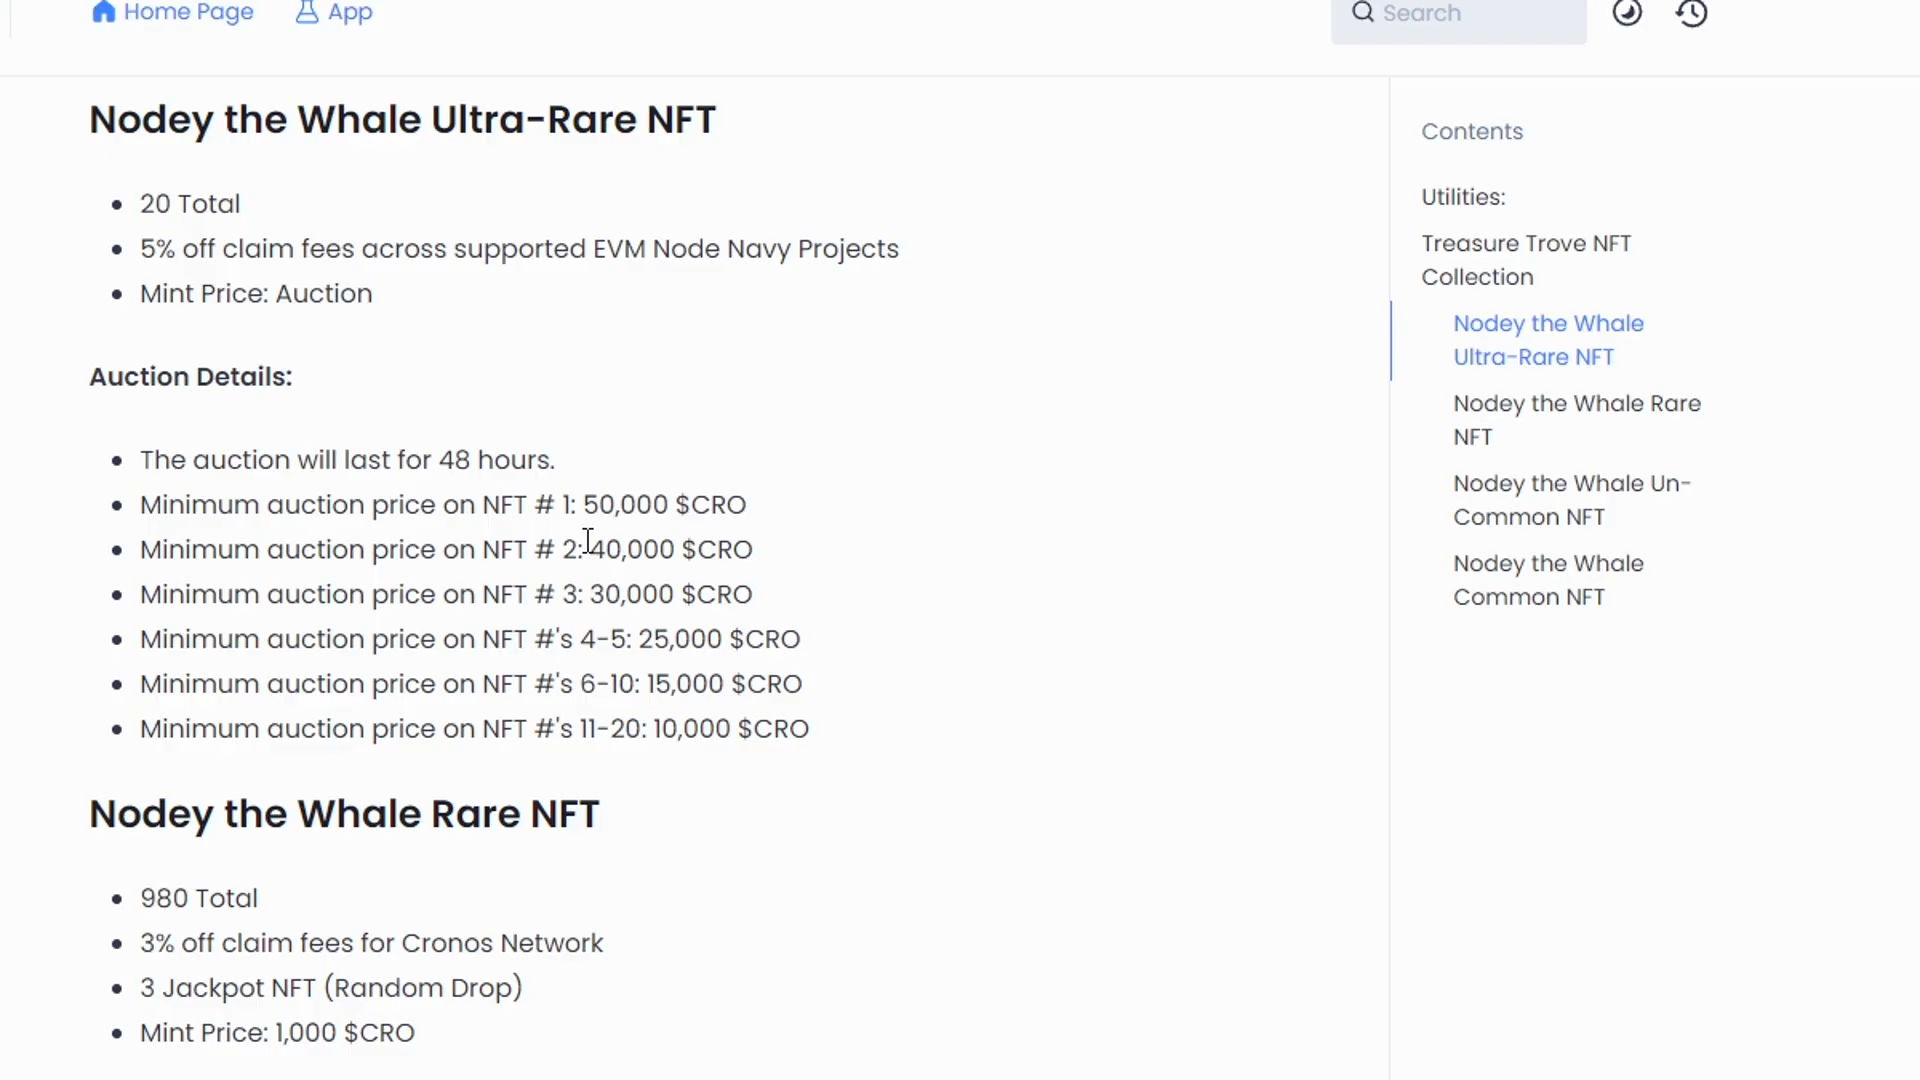 Home Page
App
Search
Nodey the Whale Ultra-Rare NFT
20 Total
5% off claim fees across supported EVM Node Navy Projects
Mint Price: Auction
Auction Details:
The auction will last for 48 hours.
Minimum auction price on NFT # 1: 50,000 $CRO
Minimum auction price on NFT # 2: 40,000 $CRO
Minimum auction price on NFT # 3: 30,000 $CRO
Minimum auction price on NFT #'s 4-5: 25,000 $CRO
Minimum auction price on NFT #'s 6-10: 15,000 $CRO
Minimum auction price on NFT #'s 11-20: 10,000 $CRO
Nodey the Whale Rare NFT
980 Total
3% off claim fees for Cronos Network
3 Jackpot NFT (Random Drop)
Mint Price: 1,000 $CRO
Contents
Utilities:
Treasure Trove NFT
Collection
Nodey the Whale
Ultra-Rare NFT
Nodey the Whale Rare
NFT
Nodey the Whale Un-
Common NFT
Nodey the Whale
Common NFT